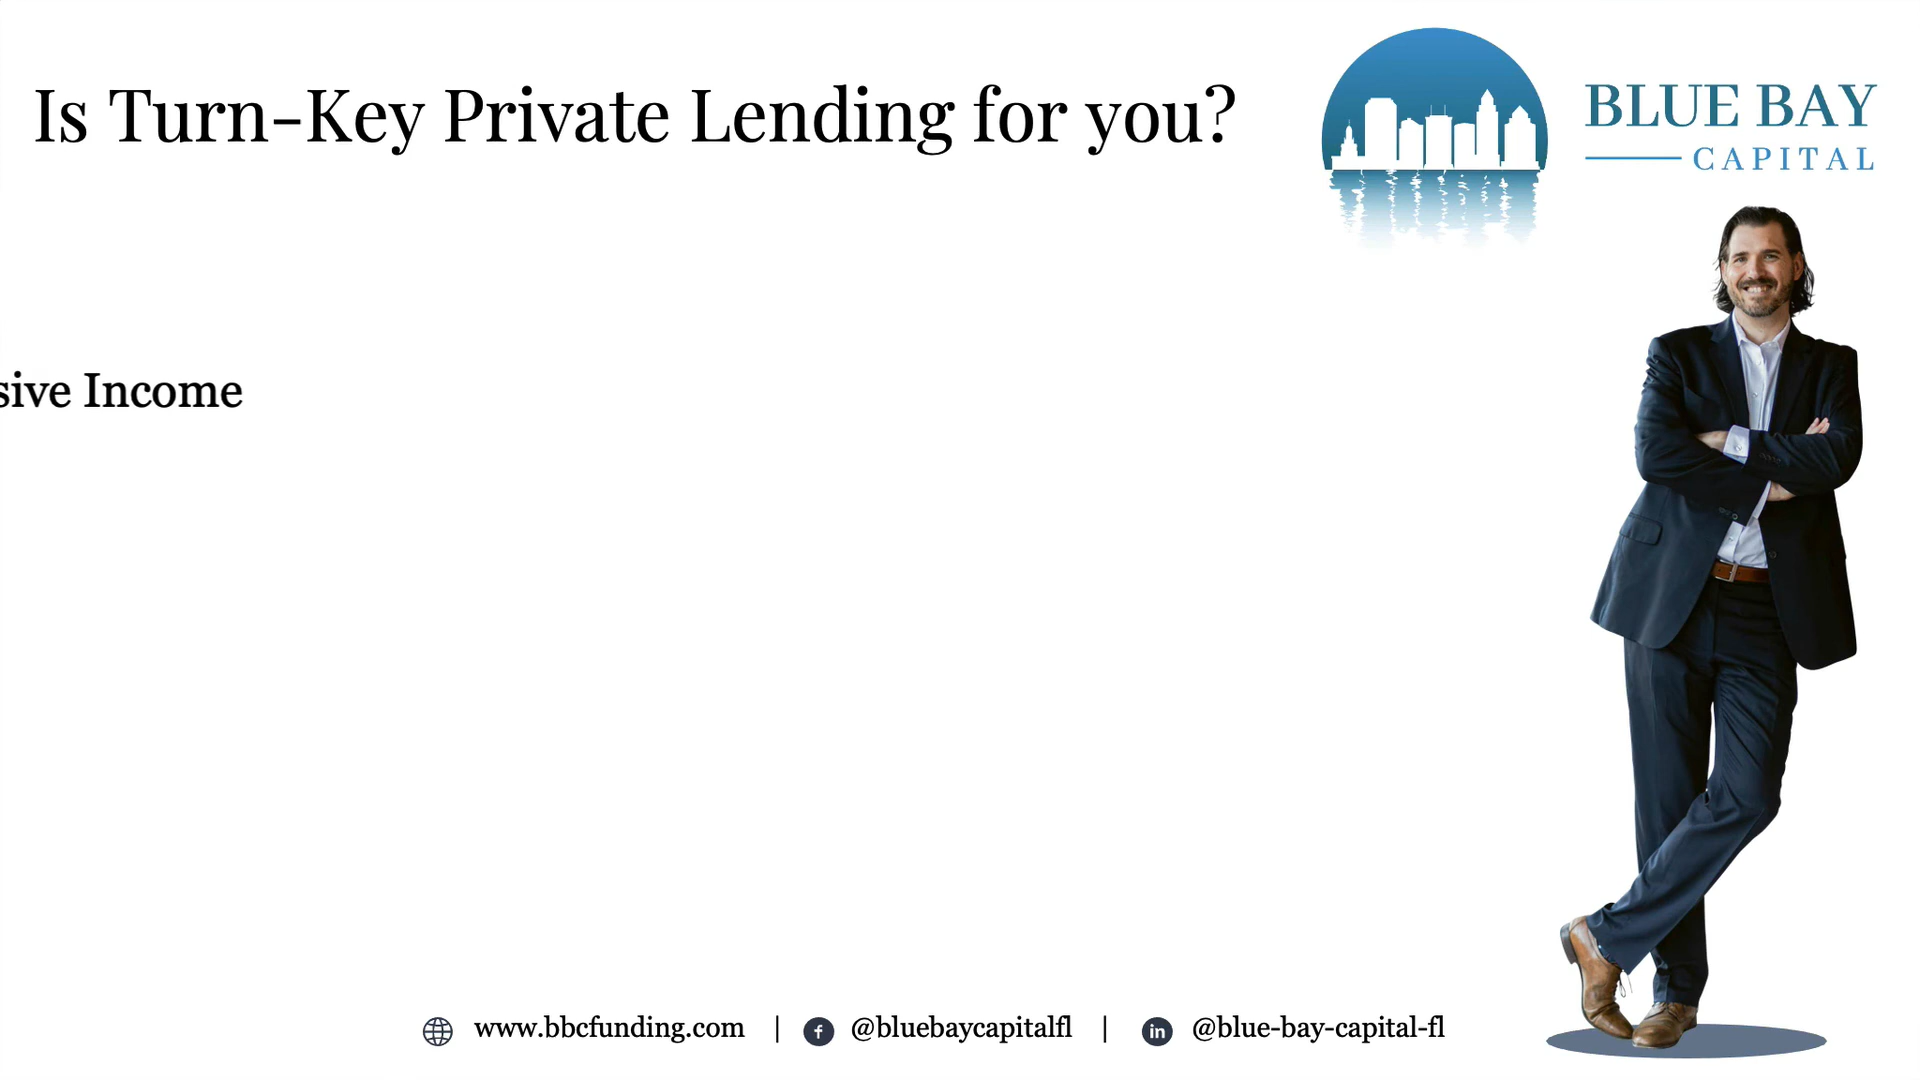 Is Turn-Key Private Lending for you?
BLUE BAY
CAPITAL
sive Income
www.bbcfunding.com | @bluebaycapitalfl | @blue-bay-capital-fl